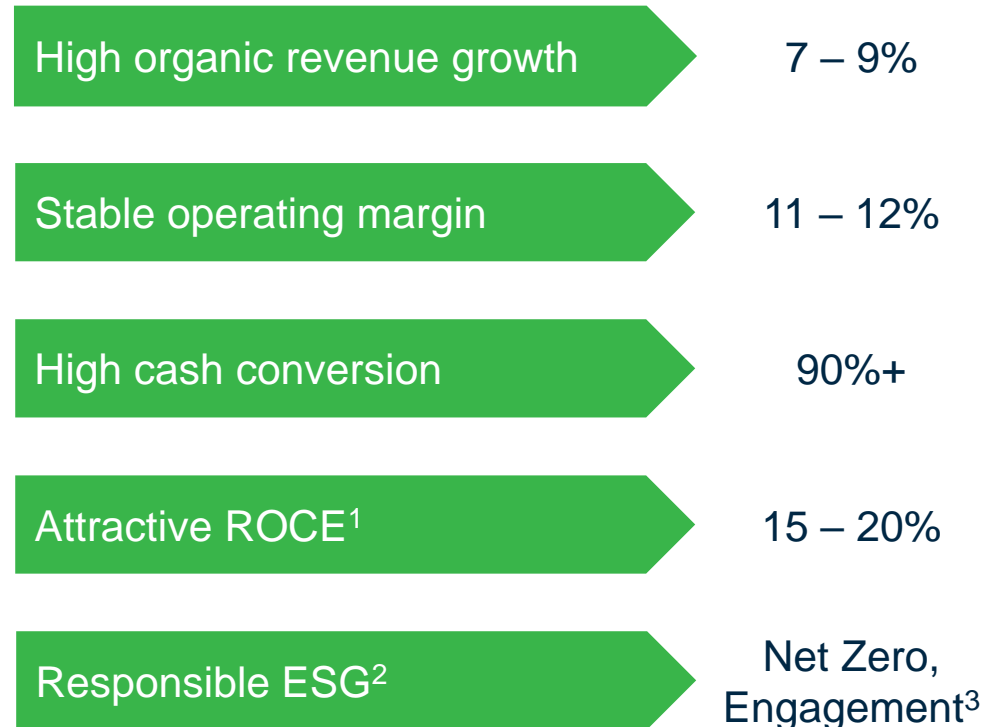 High organic revenue growth 7 – 9%
Stable operating margin 11 – 12%
High cash conversion 90%+
Attractive ROCE¹ 15 – 20%
Responsible ESG² Net Zero,
Engagement³